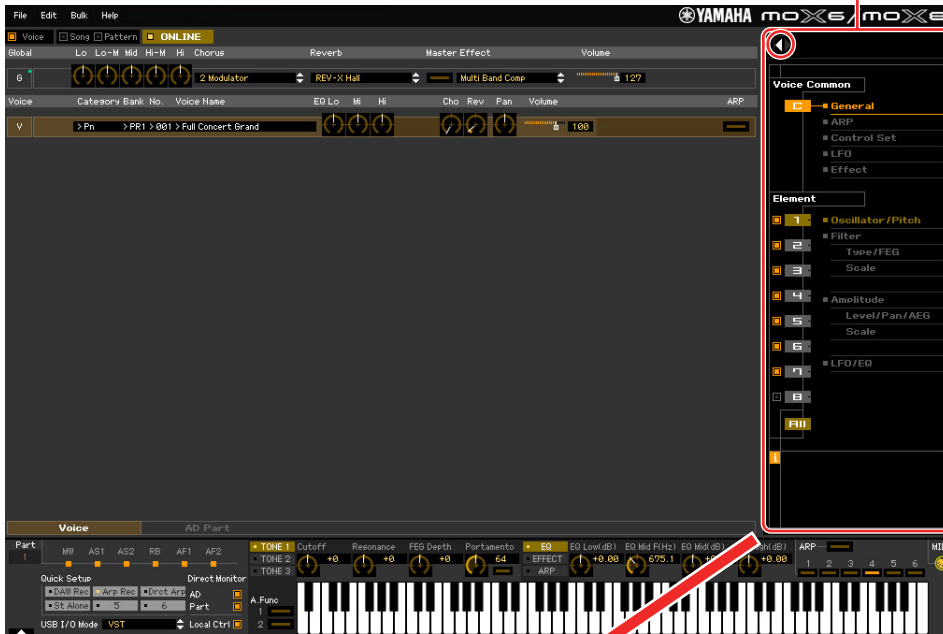 File Edit Bulk Help
YAMAHA MOX6/MOX8
Voice Song Pattern ONLINE
Global Lo Lo-M Mid Hi-M Hi Chorus Reverb Master Effect Volume
G 2 Modulator REV-X Hall Multi Band Comp 127
Voice Category Bank No. Voice Name EQ Lo Mi Hi Cho Rev Pan Volume ARP
V > Pn > PR1 > 001 > Full Concert Grand 100
Voice Common
C General
ARP
Control Set
LFO
Effect
Element
1 Oscillator/Pitch
2 Filter
Type/FEG
3 Scale
4 Amplitude
5 Level/Pan/AEG
6 Scale
7 LFO/EQ
8
All
i
Voice AD Part
Part MW AS1 AS2 RB AF1 AF2
1
Quick Setup Direct Monitor
DAW Rec Arp Rec Drct Arp AD
St Alone 5 6 Part
USB I/O Mode VST Local Ctrl
TONE 1 Cutoff Resonance FEG Depth Portamento
TONE 2 +0 +0 +0 64
TONE 3
EQ EQ Low(dB) EQ Mid F(Hz) EQ Mid(dB)
EFFECT +0.00 675.1 +0.00
ARP
A.Func
1
2
ARP
1 2 3 4 5 6